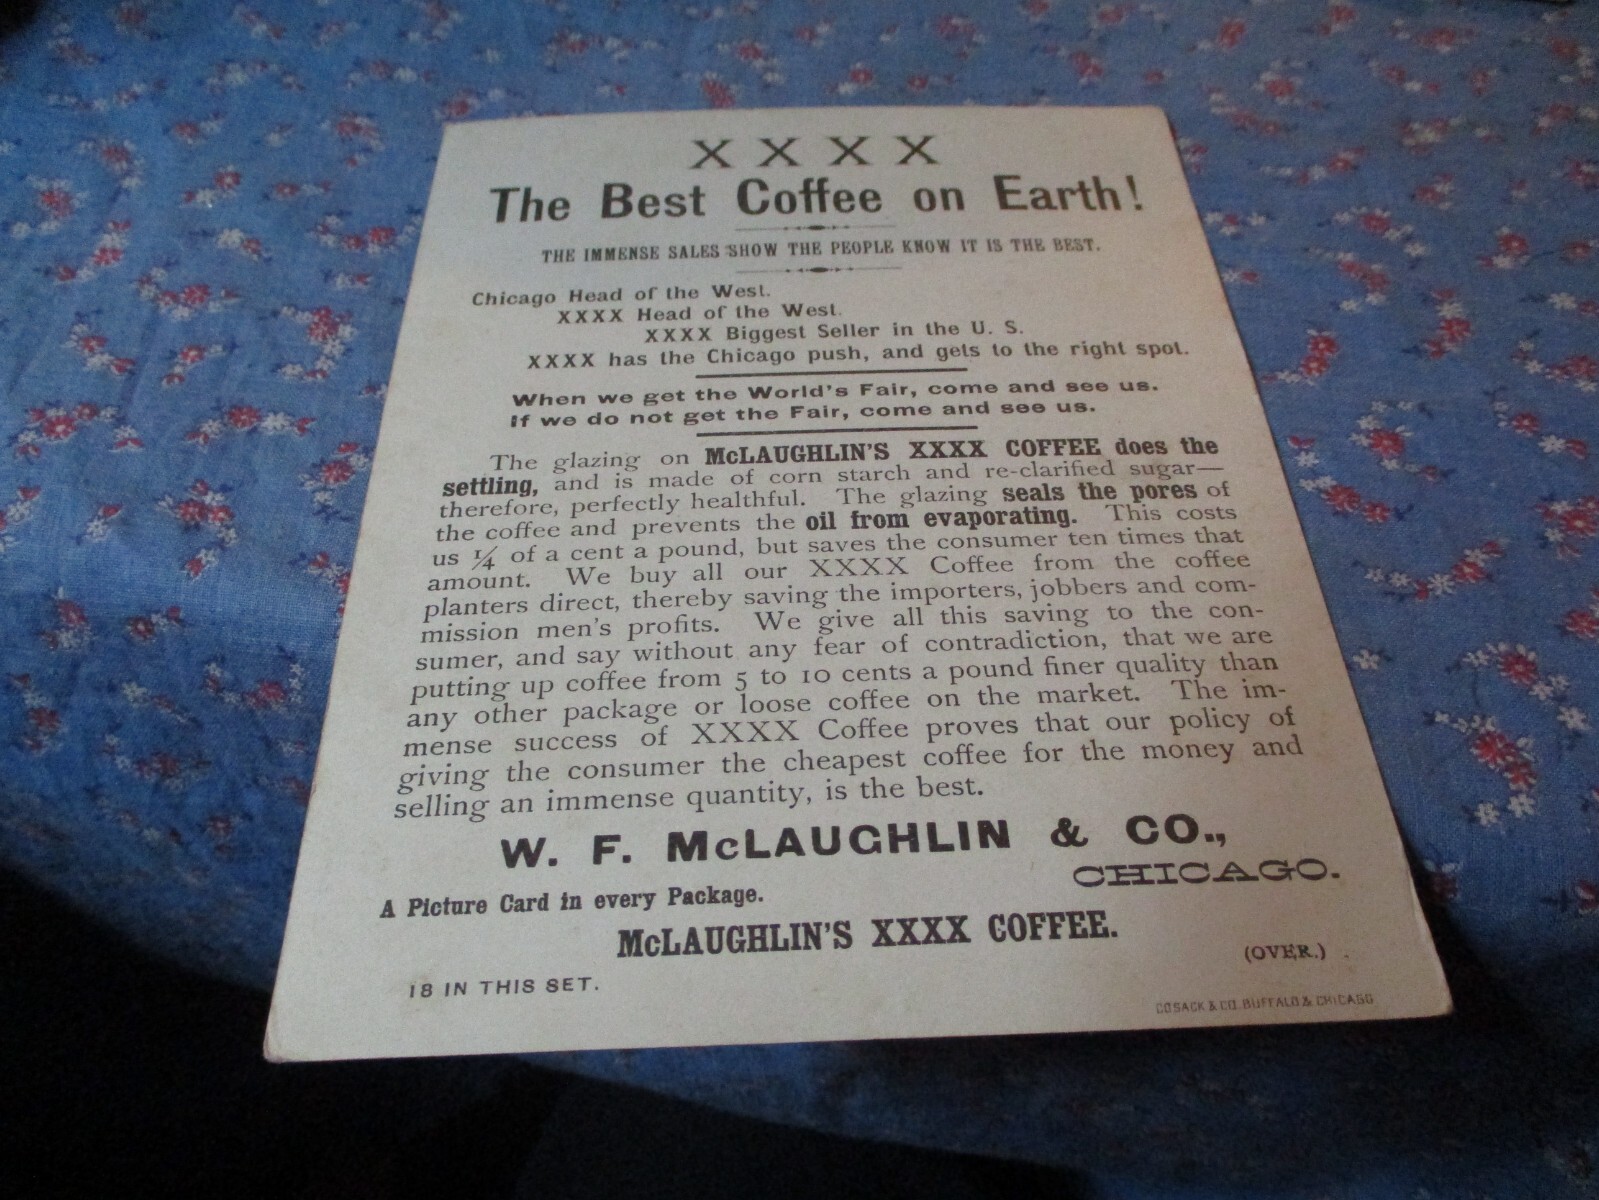 XXXX
The Best Coffee on Earth!
THE IMMENSE SALES SHOW THE PEOPLE KNOW IT IS THE BEST.
Chicago Head of the West.
XXXX Head of the West.
XXXX Biggest Seller in the U. S.
XXXX has the Chicago push, and gets to the right spot.
When we get the World's Fair, come and see us.
If we do not get the Fair, come and see us.
The glazing on McLAUGHLIN'S XXXX COFFEE does the
settling, and is made of corn starch and re-clarified sugar—
therefore, perfectly healthful. The glazing seals the pores of
the coffee and prevents the oil from evaporating. This costs
us 1/4 of a cent a pound, but saves the consumer ten times that
amount. We buy all our XXXX Coffee from the coffee
planters direct, thereby saving the importers, jobbers and com-
mission men's profits. We give all this saving to the con-
sumer, and say without any fear of contradiction, that we are
putting up coffee from 5 to 10 cents a pound finer quality than
any other package or loose coffee on the market. The im-
mense success of XXXX Coffee proves that our policy of
giving the consumer the cheapest coffee for the money and
selling an immense quantity, is the best.
W. F. McLAUGHLIN & CO.,
CHICAGO.
A Picture Card in every Package.
McLAUGHLIN'S XXXX COFFEE.
(OVER.)
18 IN THIS SET.
COSACK & CO. BUFFALO & CHICAGO